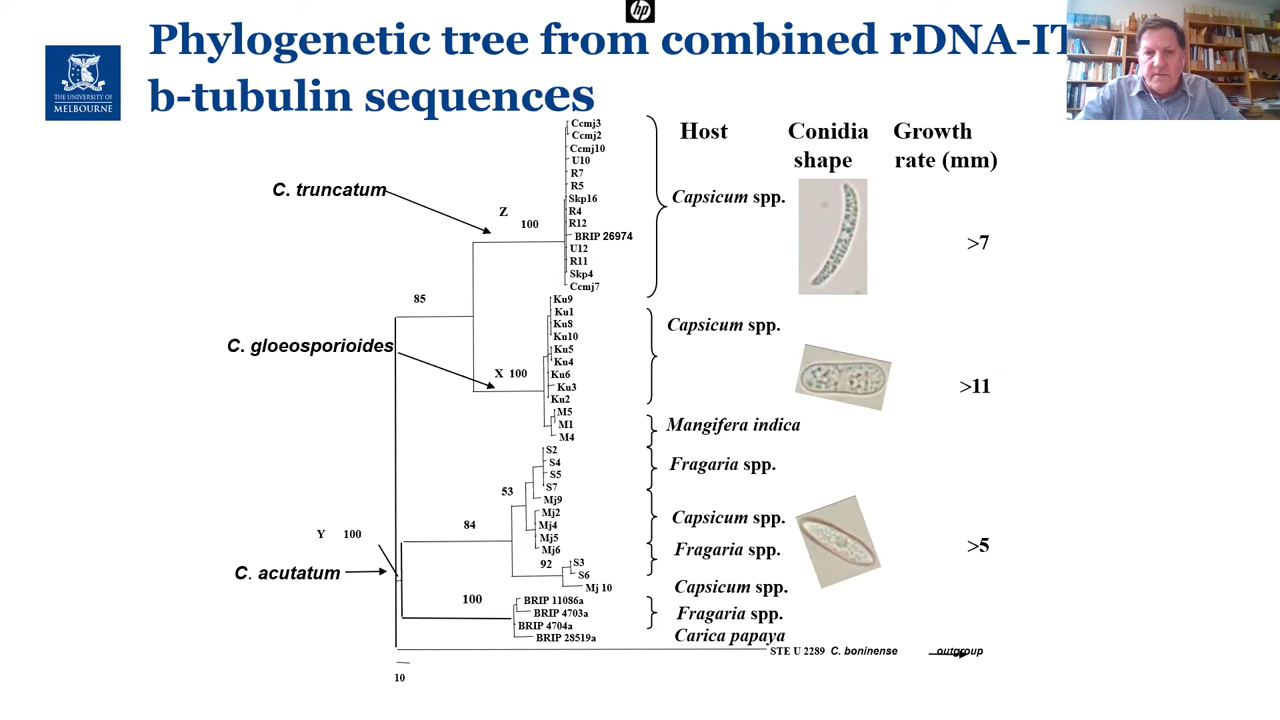 hp
Phylogenetic tree from combined rDNA-IT
b-tubulin sequences
THE UNIVERSITY OF
MELBOURNE
Host
Conidia shape
Growth rate (mm)
C. truncatum
Z
100
Ccmj3
Ccmj2
Ccmj10
U10
R7
R5
Skp16
R4
R12
BRIP 26974
U12
R11
Skp4
Ccmj7
Capsicum spp.
>7
85
C. gloeosporioides
X 100
Ku9
Ku1
Ku8
Ku10
Ku5
Ku4
Ku6
Ku3
Ku2
M5
M1
M4
Capsicum spp.
>11
Mangifera indica
Y 100
C. acutatum
84
53
S2
S4
S5
S7
Mj9
Mj2
Mj4
Mj5
Mj6
92
S3
S6
Mj 10
100
BRIP 11086a
BRIP 4703a
BRIP 4704a
BRIP 28519a
Fragaria spp.
Capsicum spp.
Fragaria spp.
Capsicum spp.
Fragaria spp.
Carica papaya
>5
STE U 2289 C. boninense
outgroup
10